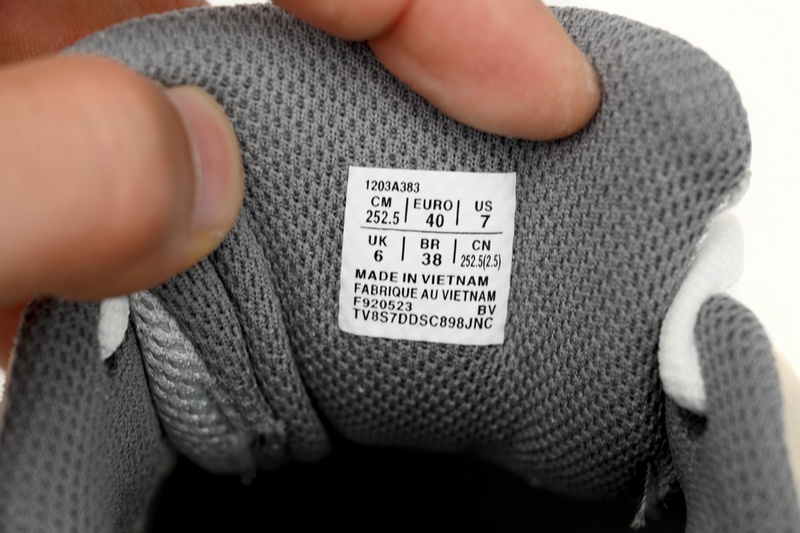 1203A383
CM | EURO | US
252.5 | 40 | 7
UK | BR | CN
6 | 38 | 252.5(2.5)
MADE IN VIETNAM
FABRIQUE AU VIETNAM
F920523 BV
TV8S7DDSC898JNC